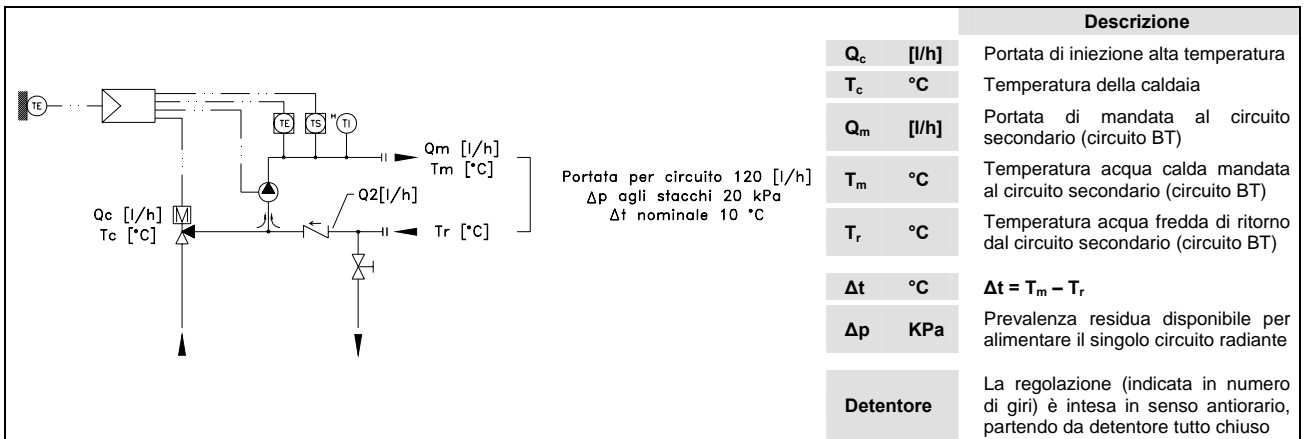 TE
TE
TS
M
TI
Qm [l/h]
Tm [°C]
Q2[l/h]
Qc [l/h]
M
Tc [°C]
Tr [°C]
Portata per circuito 120 [l/h]
Δp agli stacchi 20 kPa
Δt nominale 10 °C
Descrizione
Qc [l/h] Portata di iniezione alta temperatura
Tc °C Temperatura della caldaia
Qm [l/h] Portata di mandata al circuito
secondario (circuito BT)
Tm °C Temperatura acqua calda mandata
al circuito secondario (circuito BT)
Tr °C Temperatura acqua fredda di ritorno
dal circuito secondario (circuito BT)
Δt °C Δt = Tm – Tr
Δp KPa Prevalenza residua disponibile per
alimentare il singolo circuito radiante
Detentore La regolazione (indicata in numero
di giri) è intesa in senso antiorario,
partendo da detentore tutto chiuso